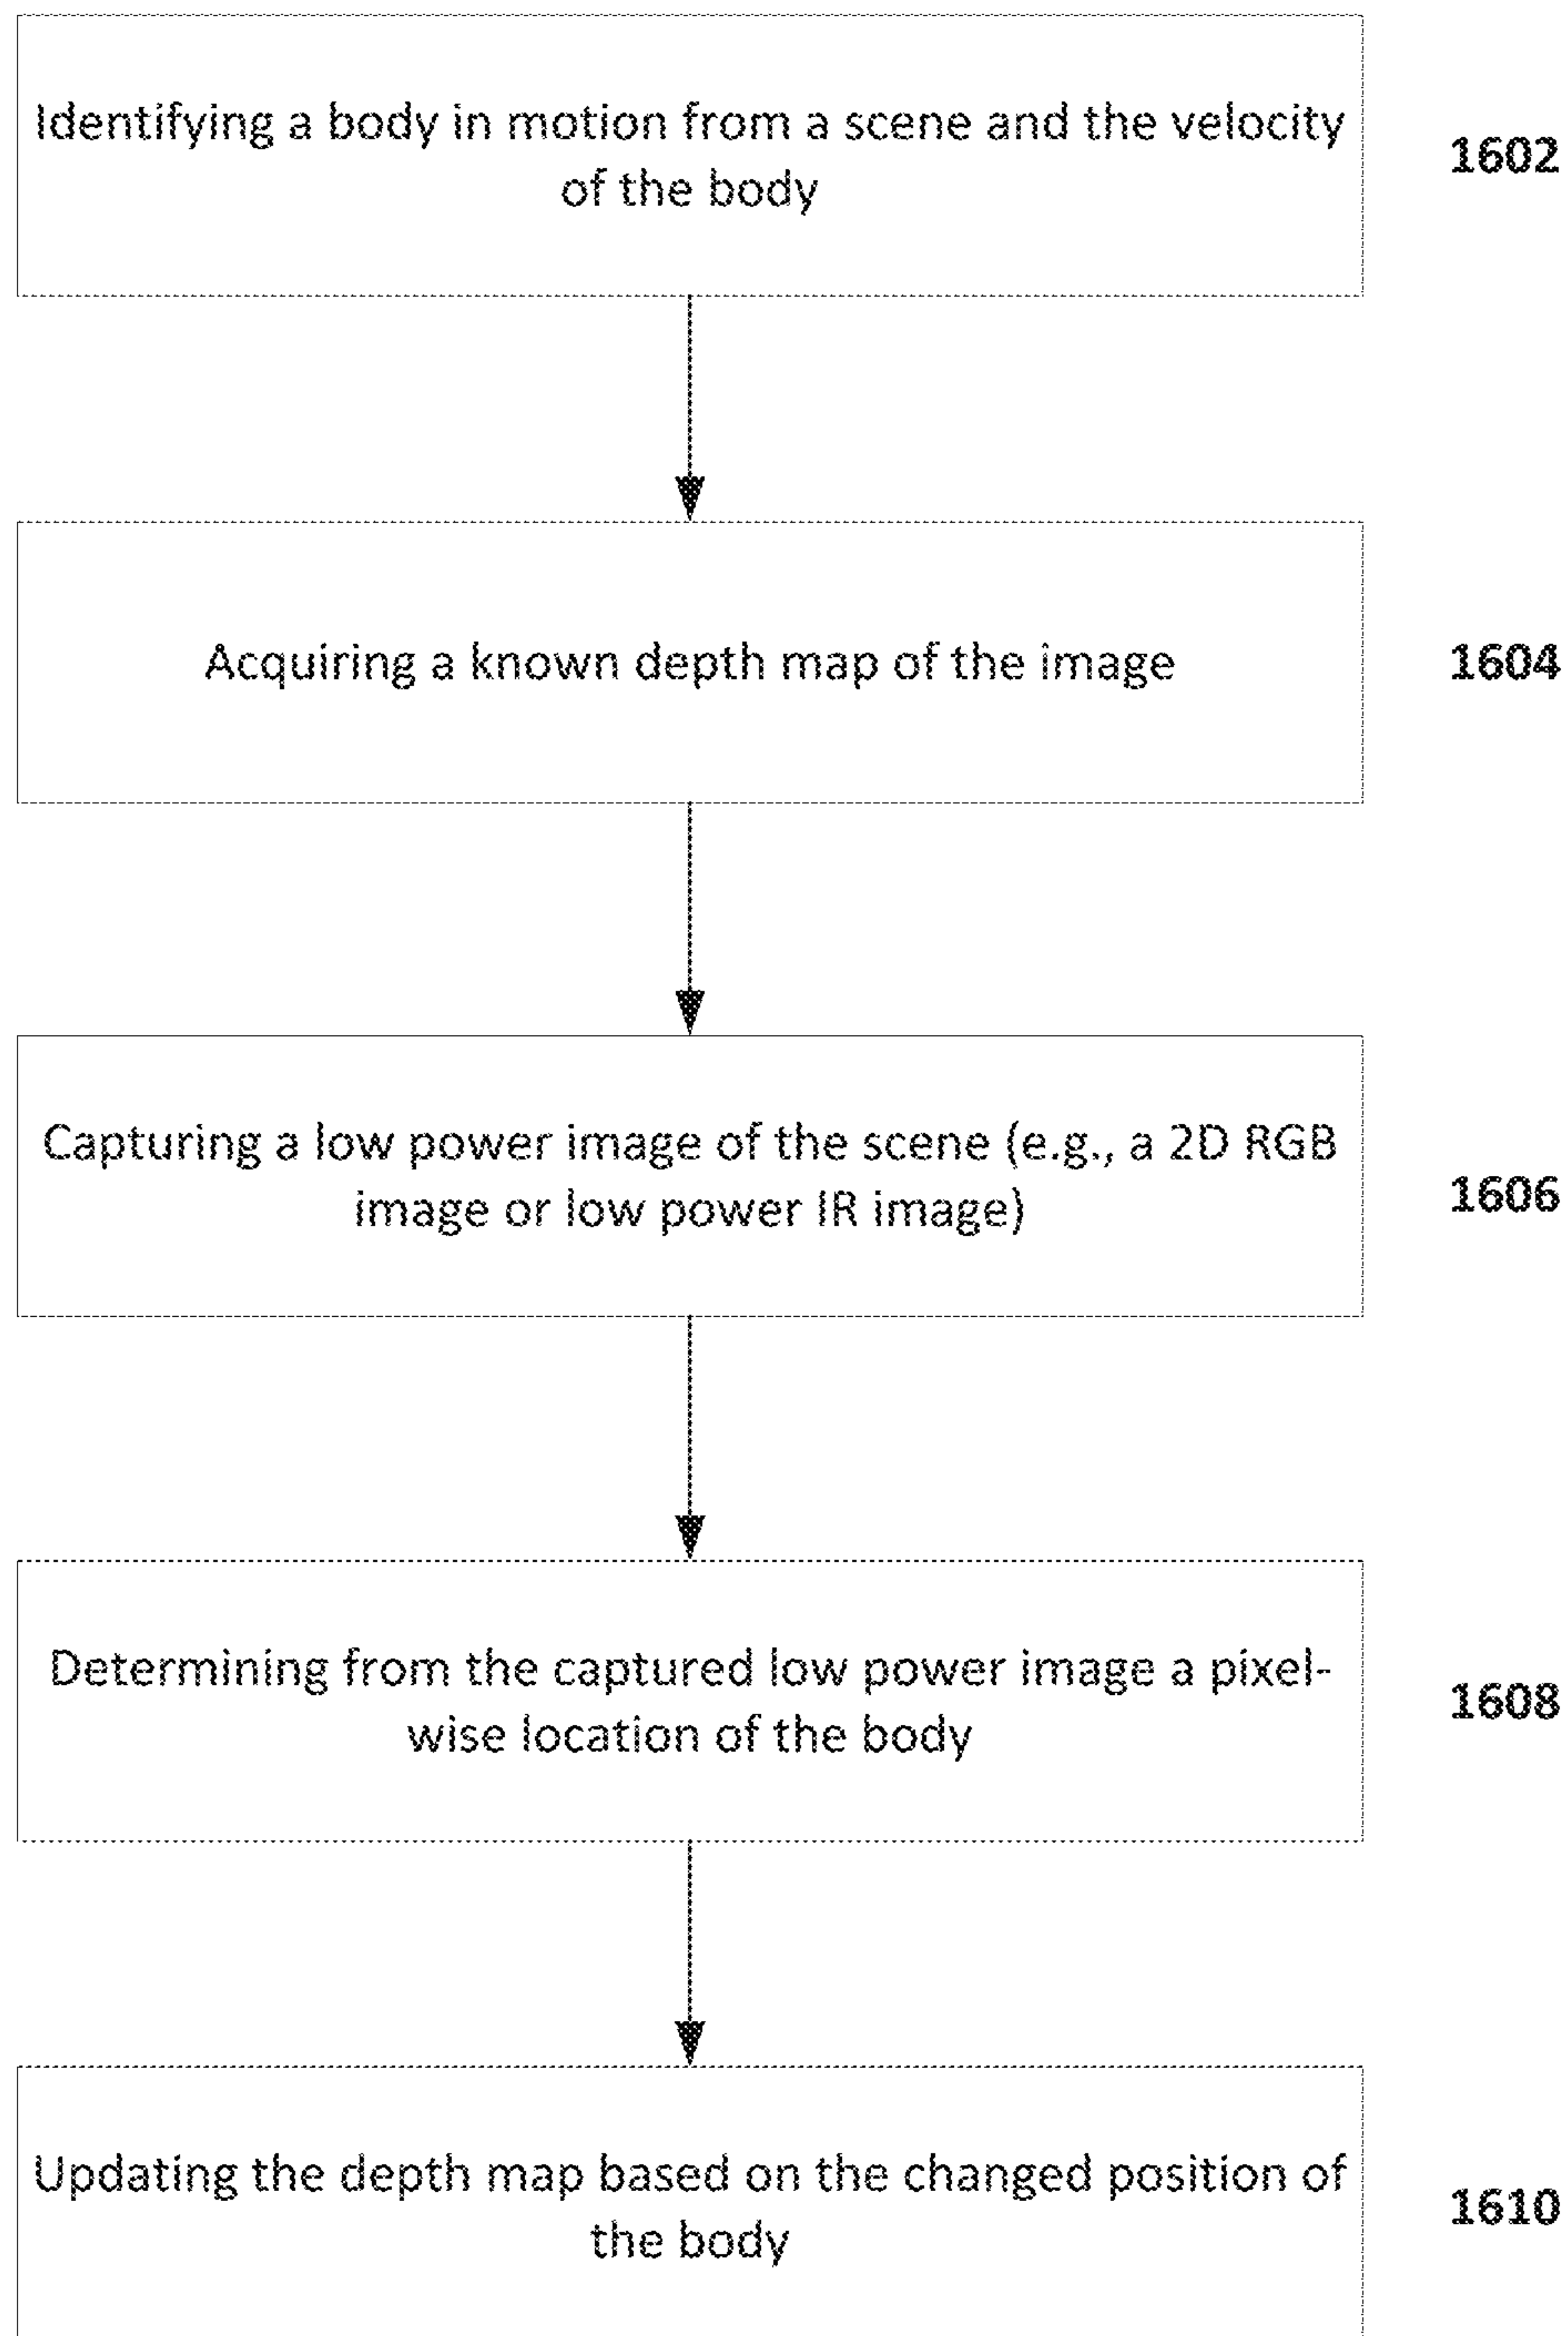 Identifying a body in motion from a scene and the velocity
of the body
1602
Acquiring a known depth map of the image
1604
Capturing a low power image of the scene (e.g., a 2D RGB
image or low power IR image)
1606
Determining from the captured low power image a pixel-
wise location of the body
1608
Updating the depth map based on the changed position of
the body
1610